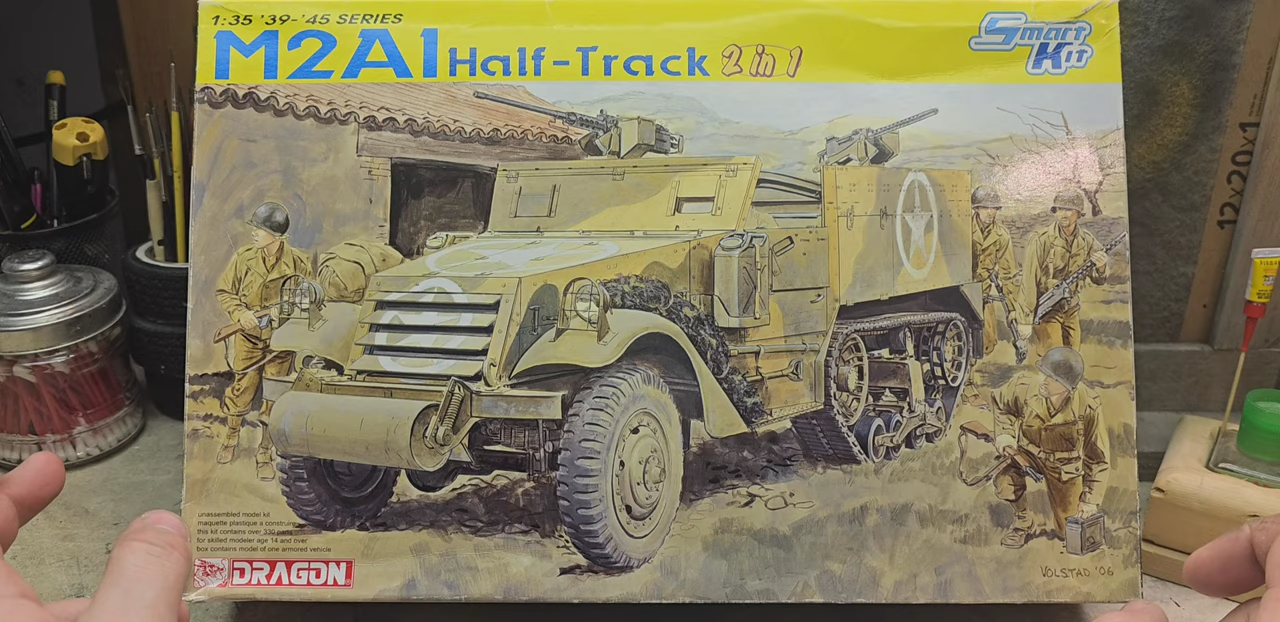 1:35 '39-'45 SERIES
M2A1 Half-Track 2 in 1
Smart Kit
unassembled model kit
maquette plastique a construire
this kit contains over 330 parts
for skilled modeler age 14 and over
box contains model of one armored vehicle
DRAGON
VOLSTAD '06
12x20x1